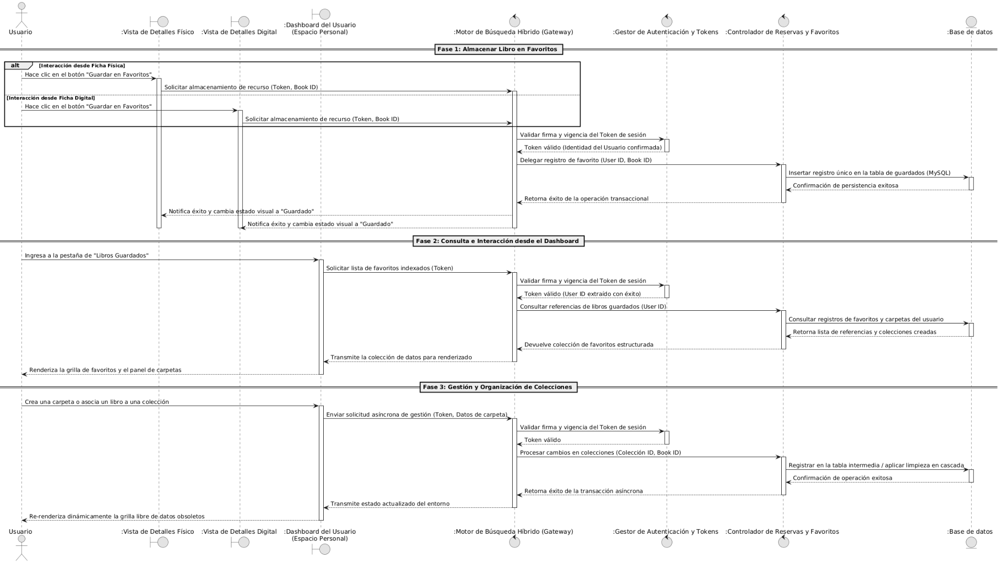 Usuario
:Vista de Detalles Físico
:Vista de Detalles Digital
:Dashboard del Usuario
(Espacio Personal)
:Motor de Búsqueda Híbrido (Gateway)
:Gestor de Autenticación y Tokens
:Controlador de Reservas y Favoritos
:Base de datos
Fase 1: Almacenar Libro en Favoritos
alt [Interacción desde Ficha Física]
Hace clic en el botón "Guardar en Favoritos"
Solicitar almacenamiento de recurso (Token, Book ID)
[Interacción desde Ficha Digital]
Hace clic en el botón "Guardar en Favoritos"
Solicitar almacenamiento de recurso (Token, Book ID)
Validar firma y vigencia del Token de sesión
Token válido (Identidad del Usuario confirmada)
Delegar registro de favorito (User ID, Book ID)
Insertar registro único en la tabla de guardados (MySQL)
Confirmación de persistencia exitosa
Retorna éxito de la operación transaccional
Notifica éxito y cambia estado visual a "Guardado"
Notifica éxito y cambia estado visual a "Guardado"
Fase 2: Consulta e Interacción desde el Dashboard
Ingresa a la pestaña de "Libros Guardados"
Solicitar lista de favoritos indexados (Token)
Validar firma y vigencia del Token de sesión
Token válido (User ID extraído con éxito)
Consultar referencias de libros guardados (User ID)
Consultar registros de favoritos y carpetas del usuario
Retorna lista de referencias y colecciones creadas
Devuelve colección de favoritos estructurada
Transmite la colección de datos para renderizado
Renderiza la grilla de favoritos y el panel de carpetas
Fase 3: Gestión y Organización de Colecciones
Crea una carpeta o asocia un libro a una colección
Enviar solicitud asíncrona de gestión (Token, Datos de carpeta)
Validar firma y vigencia del Token de sesión
Token válido
Procesar cambios en colecciones (Colección ID, Book ID)
Registrar en la tabla intermedia / aplicar limpieza en cascada
Confirmación de operación exitosa
Retorna éxito de la transacción asíncrona
Transmite estado actualizado del entorno
Re-renderiza dinámicamente la grilla libre de datos obsoletos
Usuario
:Vista de Detalles Físico
:Vista de Detalles Digital
:Dashboard del Usuario
(Espacio Personal)
:Motor de Búsqueda Híbrido (Gateway)
:Gestor de Autenticación y Tokens
:Controlador de Reservas y Favoritos
:Base de datos